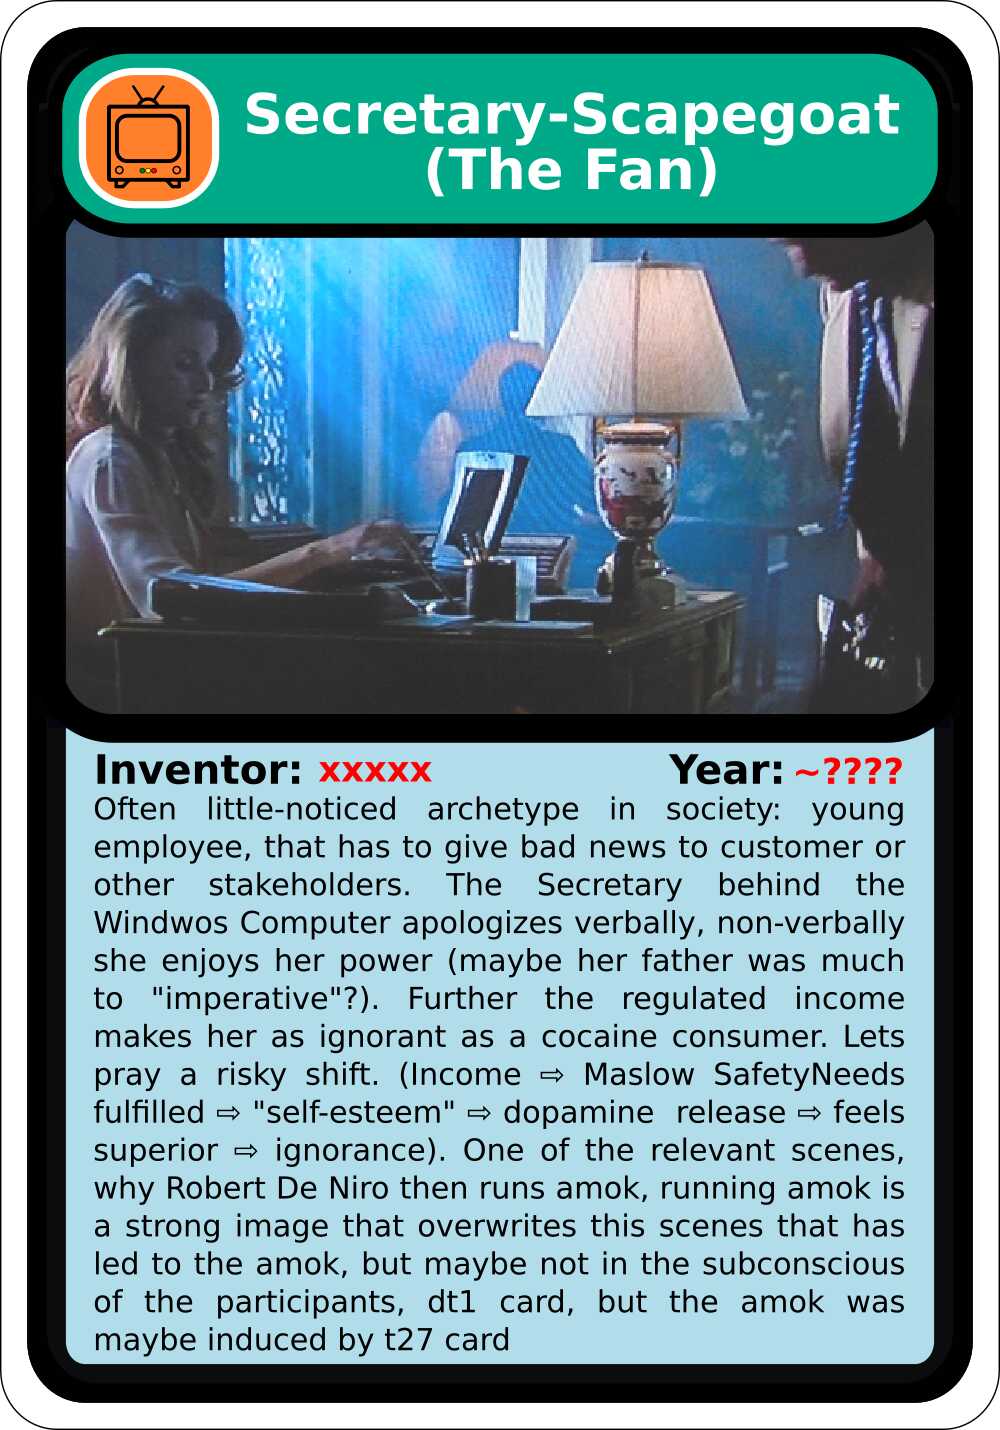 Secretary-Scapegoat
(The Fan)
Inventor: xxxxx Year: ~????
Often little-noticed archetype in society: young
employee, that has to give bad news to customer or
other stakeholders. The Secretary behind the
Windwos Computer apologizes verbally, non-verbally
she enjoys her power (maybe her father was much
to "imperative"?). Further the regulated income
makes her as ignorant as a cocaine consumer. Lets
pray a risky shift. (Income ⇨ Maslow SafetyNeeds
fulfilled ⇨ "self-esteem" ⇨ dopamine release ⇨ feels
superior ⇨ ignorance). One of the relevant scenes,
why Robert De Niro then runs amok, running amok is
a strong image that overwrites this scenes that has
led to the amok, but maybe not in the subconscious
of the participants, dt1 card, but the amok was
maybe induced by t27 card